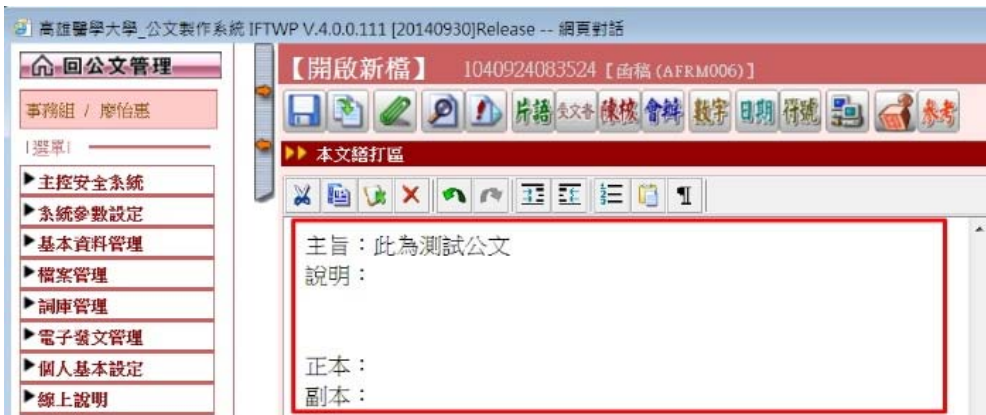 高雄醫學大學_公文製作系統 IFTWP V.4.0.0.111 [20140930]Release -- 網頁對話
回公文管理
事務組 / 廖怡惠
|選單|
主控安全系統
系統參數設定
基本資料管理
檔案管理
詞庫管理
電子發文管理
個人基本設定
線上說明
【開啟新檔】 1040924083524【函稿(AFRM006)】
片語 受文者 陳核 會辦 數字 日期 符號 參考
本文繕打區
主旨：此為測試公文
說明：
正本：
副本：